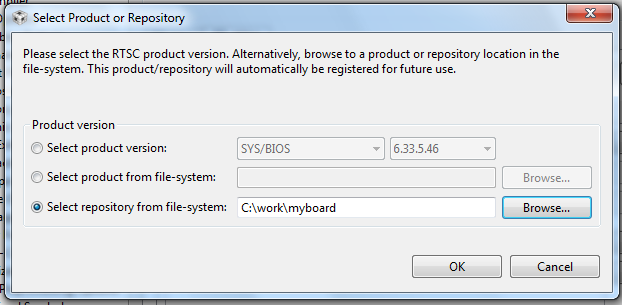 Select Product or Repository
Please select the RTSC product version. Alternatively, browse to a product or repository location in the
file-system. This product/repository will automatically be registered for future use.
Product version
Select product version: SYS/BIOS 6.33.5.46
Select product from file-system: Browse...
Select repository from file-system: C:\work\myboard Browse...
OK Cancel